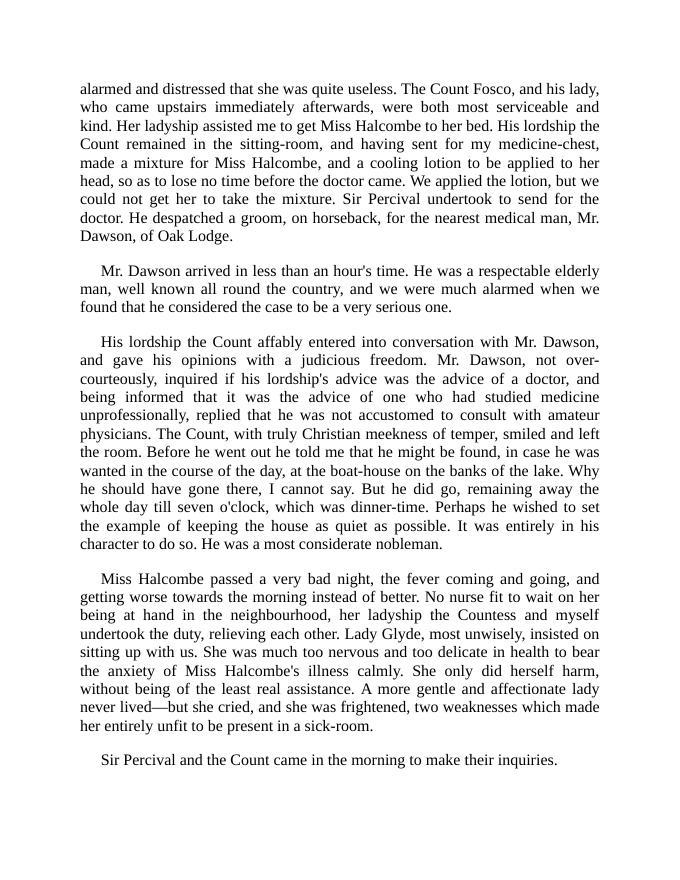 alarmed and distressed that she was quite useless. The Count Fosco, and his lady,
who came upstairs immediately afterwards, were both most serviceable and
kind. Her ladyship assisted me to get Miss Halcombe to her bed. His lordship the
Count remained in the sitting-room, and having sent for my medicine-chest,
made a mixture for Miss Halcombe, and a cooling lotion to be applied to her
head, so as to lose no time before the doctor came. We applied the lotion, but we
could not get her to take the mixture. Sir Percival undertook to send for the
doctor. He despatched a groom, on horseback, for the nearest medical man, Mr.
Dawson, of Oak Lodge.
Mr. Dawson arrived in less than an hour's time. He was a respectable elderly
man, well known all round the country, and we were much alarmed when we
found that he considered the case to be a very serious one.
His lordship the Count affably entered into conversation with Mr. Dawson,
and gave his opinions with a judicious freedom. Mr. Dawson, not over-
courteously, inquired if his lordship's advice was the advice of a doctor, and
being informed that it was the advice of one who had studied medicine
unprofessionally, replied that he was not accustomed to consult with amateur
physicians. The Count, with truly Christian meekness of temper, smiled and left
the room. Before he went out he told me that he might be found, in case he was
wanted in the course of the day, at the boat-house on the banks of the lake. Why
he should have gone there, I cannot say. But he did go, remaining away the
whole day till seven o'clock, which was dinner-time. Perhaps he wished to set
the example of keeping the house as quiet as possible. It was entirely in his
character to do so. He was a most considerate nobleman.
Miss Halcombe passed a very bad night, the fever coming and going, and
getting worse towards the morning instead of better. No nurse fit to wait on her
being at hand in the neighbourhood, her ladyship the Countess and myself
undertook the duty, relieving each other. Lady Glyde, most unwisely, insisted on
sitting up with us. She was much too nervous and too delicate in health to bear
the anxiety of Miss Halcombe's illness calmly. She only did herself harm,
without being of the least real assistance. A more gentle and affectionate lady
never lived—but she cried, and she was frightened, two weaknesses which made
her entirely unfit to be present in a sick-room.
Sir Percival and the Count came in the morning to make their inquiries.